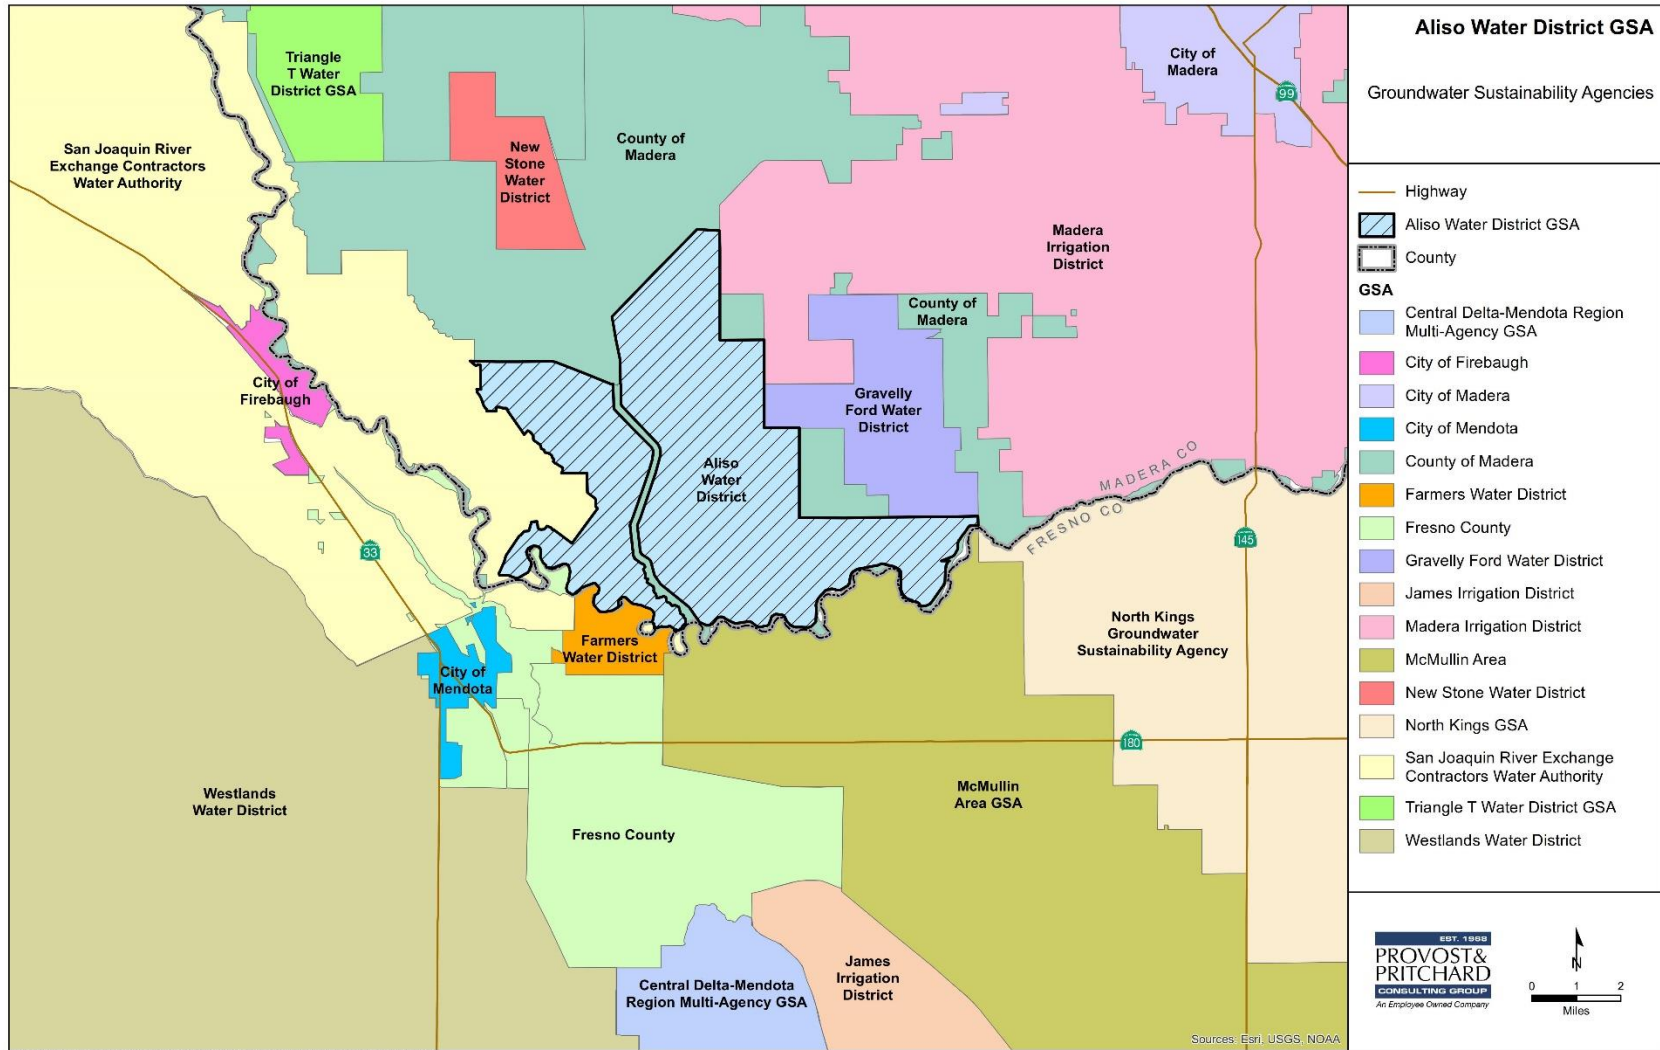 Triangle
T Water
District GSA
San Joaquin River
Exchange Contractors
Water Authority
New
Stone
Water
District
County of
Madera
City of
Madera
99
Madera
Irrigation
District
County of
Madera
City of
Firebaugh
Gravelly
Ford Water
District
Aliso
Water
District
MADERA CO
FRESNO CO
33
145
Farmers
Water District
North Kings
Groundwater
Sustainability Agency
City of
Mendota
180
Westlands
Water District
McMullin
Area GSA
Fresno County
Central Delta-Mendota
Region Multi-Agency GSA
James
Irrigation
District
Sources: Esri, USGS, NOAA
Aliso Water District GSA
Groundwater Sustainability Agencies
Highway
Aliso Water District GSA
County
GSA
Central Delta-Mendota Region
Multi-Agency GSA
City of Firebaugh
City of Madera
City of Mendota
County of Madera
Farmers Water District
Fresno County
Gravelly Ford Water District
James Irrigation District
Madera Irrigation District
McMullin Area
New Stone Water District
North Kings GSA
San Joaquin River Exchange
Contractors Water Authority
Triangle T Water District GSA
Westlands Water District
EST. 1968
PROVOST&
PRITCHARD
CONSULTING GROUP
An Employee Owned Company
N
0 1 2
Miles